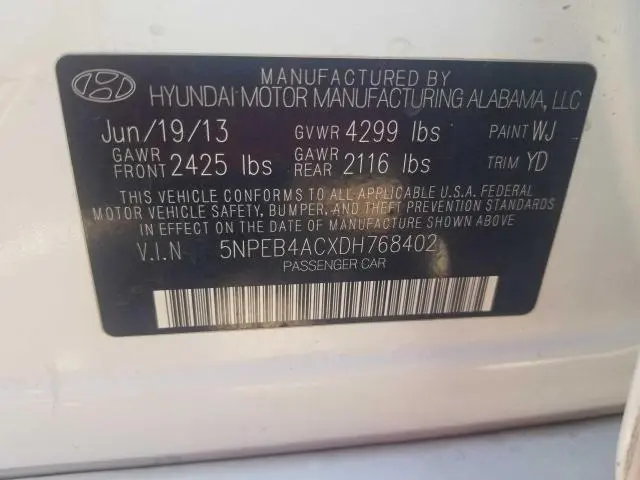 MANUFACTURED BY
HYUNDAI MOTOR MANUFACTURING ALABAMA, LLC
Jun/19/13 GVWR 4299 lbs PAINT WJ
GAWR FRONT 2425 lbs GAWR REAR 2116 lbs TRIM YD
THIS VEHICLE CONFORMS TO ALL APPLICABLE U.S.A. FEDERAL
MOTOR VEHICLE SAFETY, BUMPER, AND THEFT PREVENTION STANDARDS
IN EFFECT ON THE DATE OF MANUFACTURE SHOWN ABOVE
V.I.N 5NPEB4ACXDH768402
PASSENGER CAR